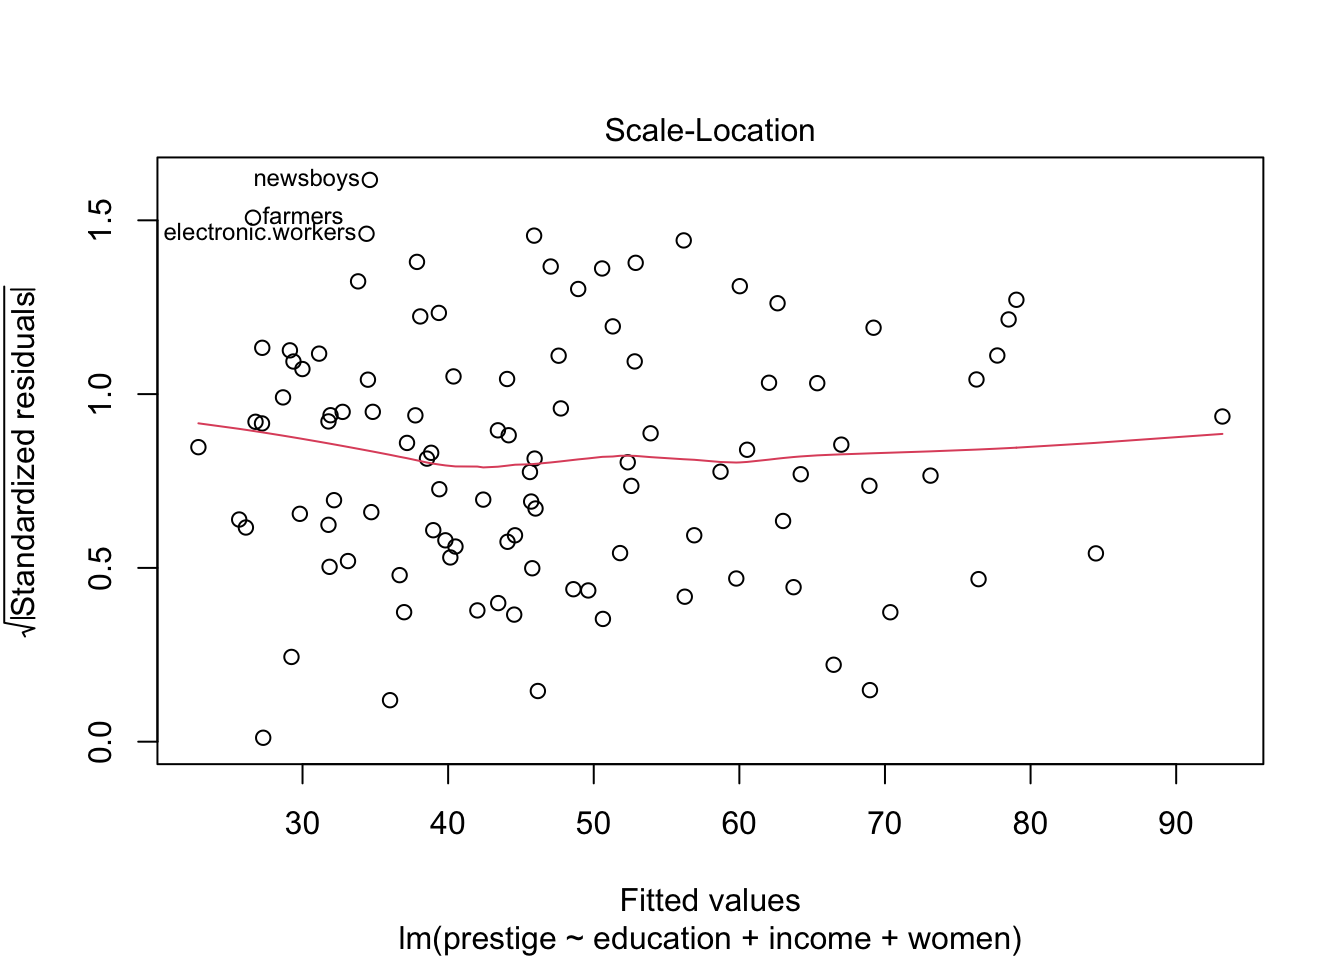 Scale-Location
newsboys
farmers
electronic.workers
√|Standardized residuals|
0.0 0.5 1.0 1.5
30 40 50 60 70 80 90
Fitted values
lm(prestige ~ education + income + women)